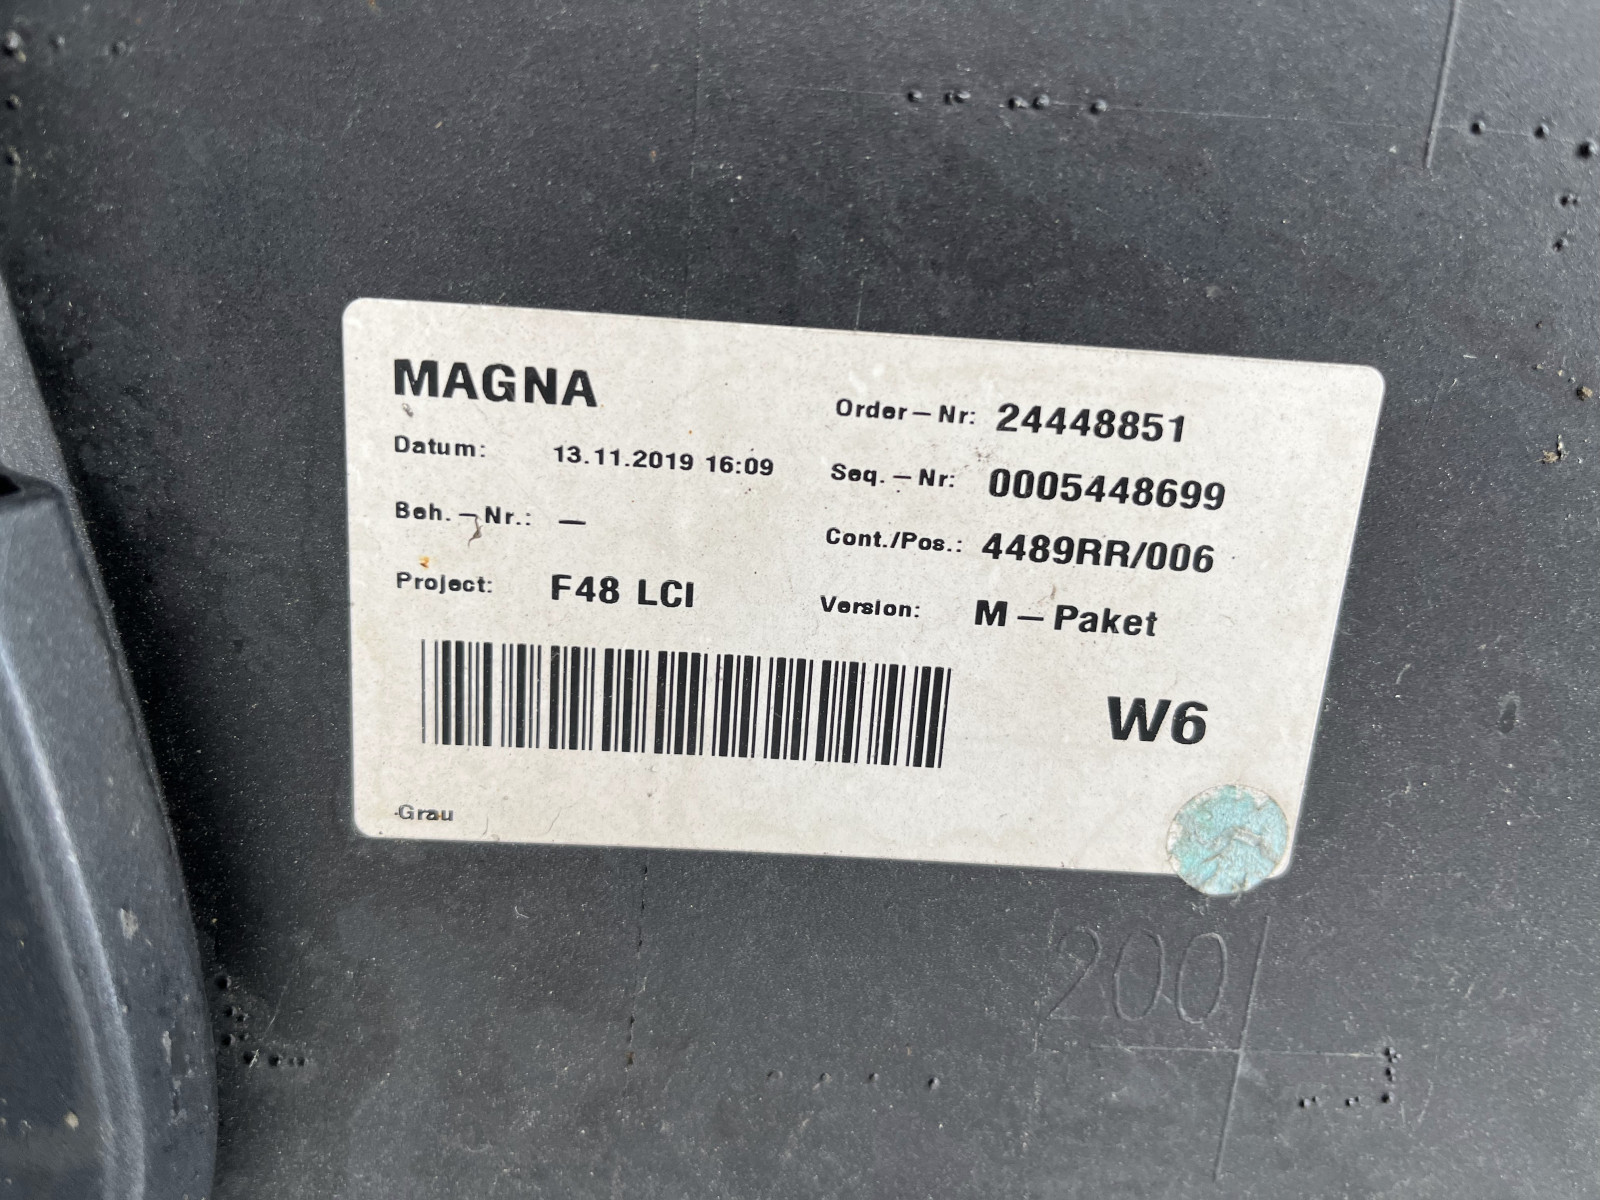 MAGNA
Order-Nr: 24448851
Datum: 13.11.2019 16:09
Seq.-Nr: 0005448699
Beh.-Nr.: -
Cont./Pos.: 4489RR/006
Project: F48 LCI
Version: M-Paket
W6
Grau
200